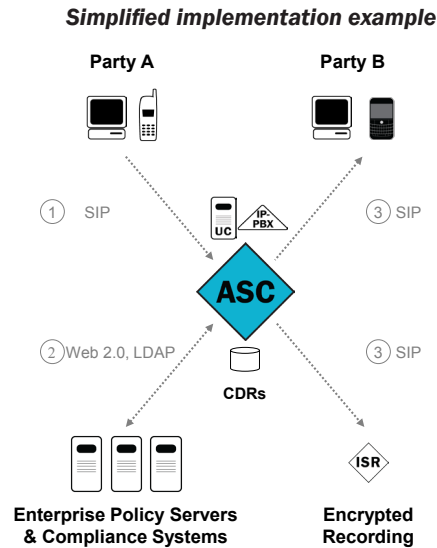 Simplified implementation example
Party A
Party B
1 SIP
3 SIP
UC
IP-
PBX
ASC
2 Web 2.0, LDAP
3 SIP
CDRs
ISR
Enterprise Policy Servers
& Compliance Systems
Encrypted
Recording